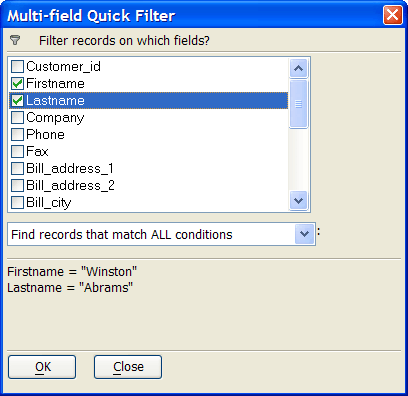 Multi-field Quick Filter
Filter records on which fields?
Customer_id
Firstname
Lastname
Company
Phone
Fax
Bill_address_1
Bill_address_2
Bill_city
Find records that match ALL conditions :
Firstname = "Winston"
Lastname = "Abrams"
OK Close